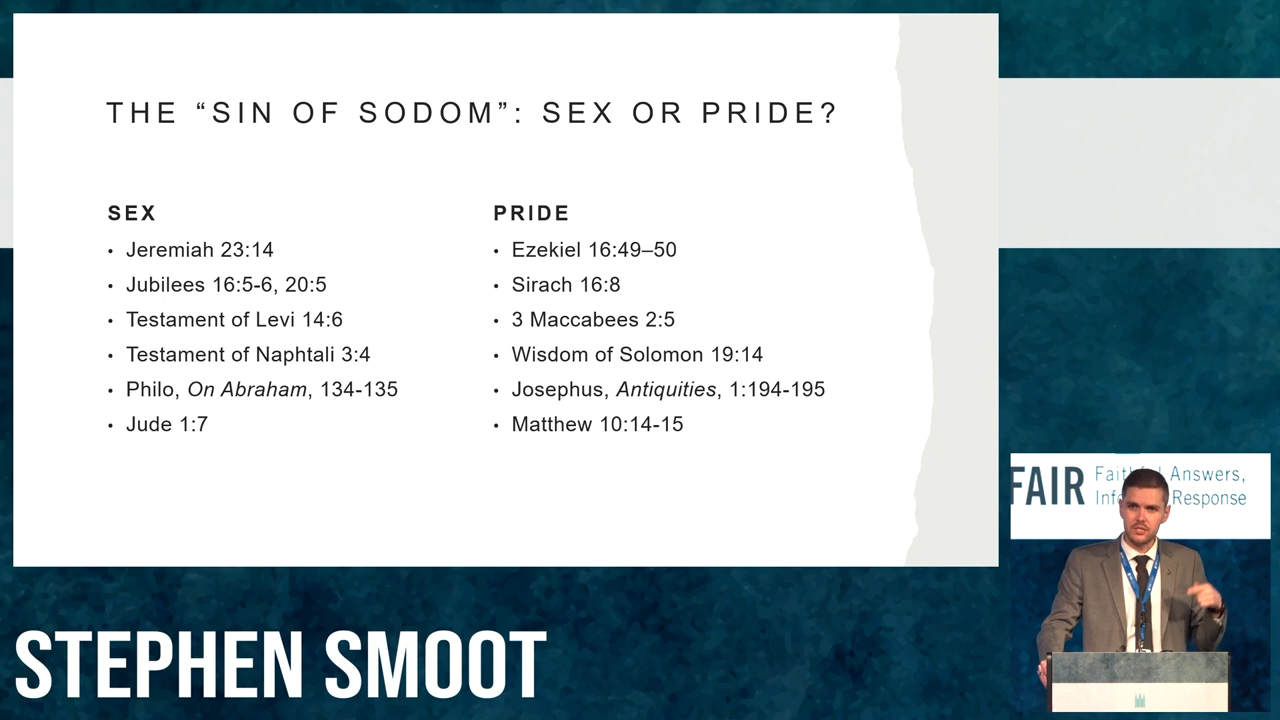 THE “SIN OF SODOM”: SEX OR PRIDE?
SEX
• Jeremiah 23:14
• Jubilees 16:5-6, 20:5
• Testament of Levi 14:6
• Testament of Naphtali 3:4
• Philo, On Abraham, 134-135
• Jude 1:7
PRIDE
• Ezekiel 16:49–50
• Sirach 16:8
• 3 Maccabees 2:5
• Wisdom of Solomon 19:14
• Josephus, Antiquities, 1:194-195
• Matthew 10:14-15
FAIR
Answers,
Response
STEPHEN SMOOT